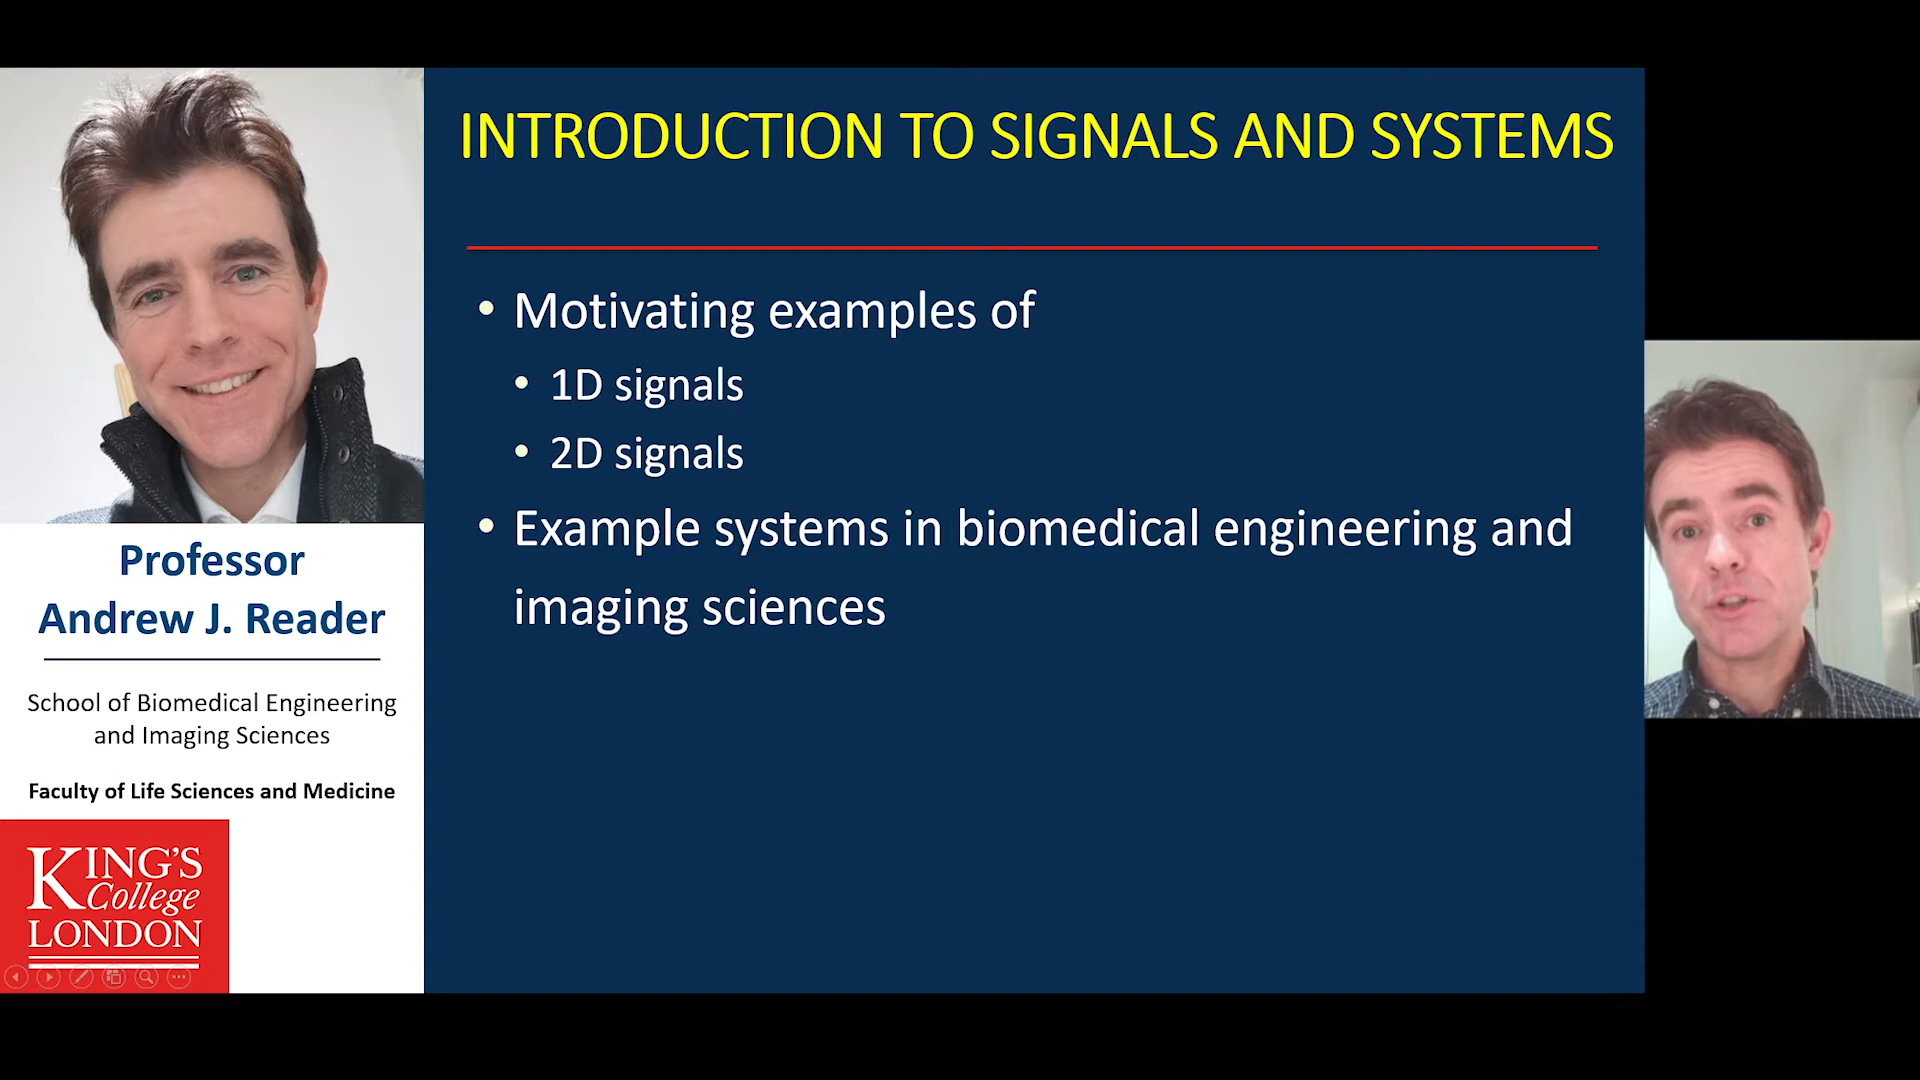 INTRODUCTION TO SIGNALS AND SYSTEMS
• Motivating examples of
• 1D signals
• 2D signals
• Example systems in biomedical engineering and
imaging sciences
Professor
Andrew J. Reader
School of Biomedical Engineering
and Imaging Sciences
Faculty of Life Sciences and Medicine
KING'S
College
LONDON